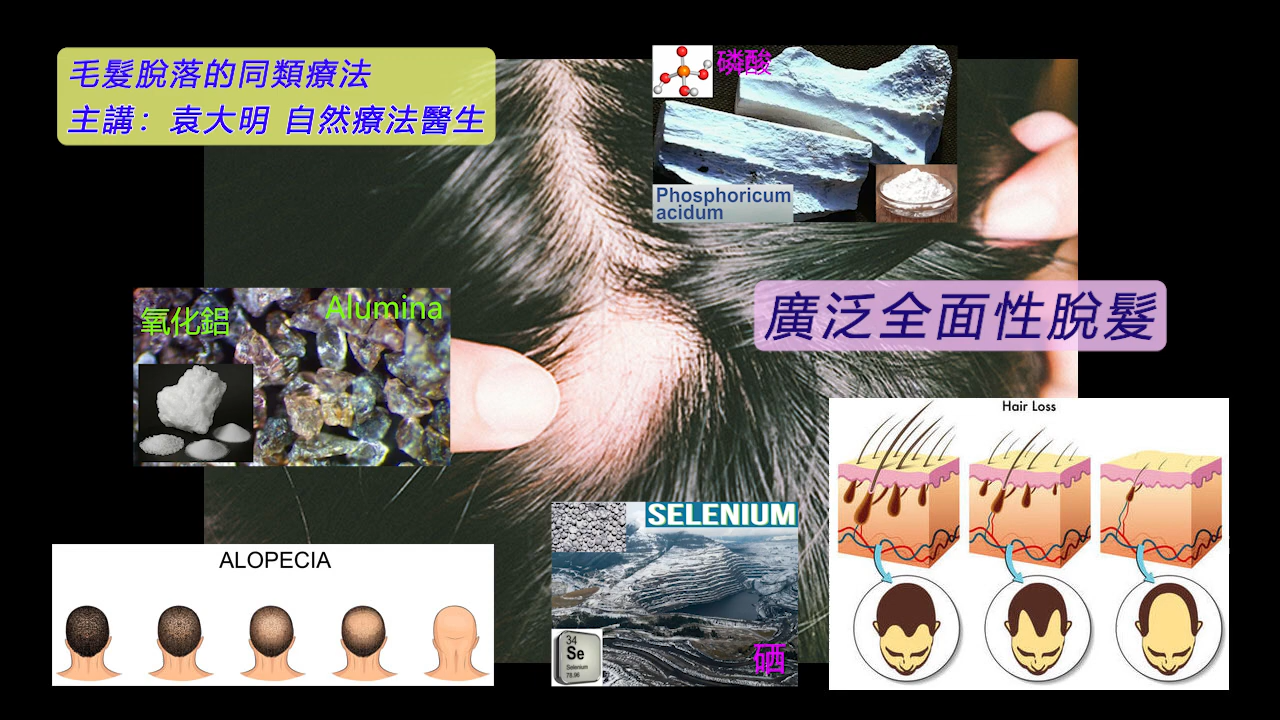 毛髮脫落的同類療法
主講：袁大明 自然療法醫生
磷酸
Phosphoricum
acidum
氧化鋁
Alumina
廣泛全面性脫髮
Hair Loss
ALOPECIA
SELENIUM
34
Se
Selenium
78.96
硒